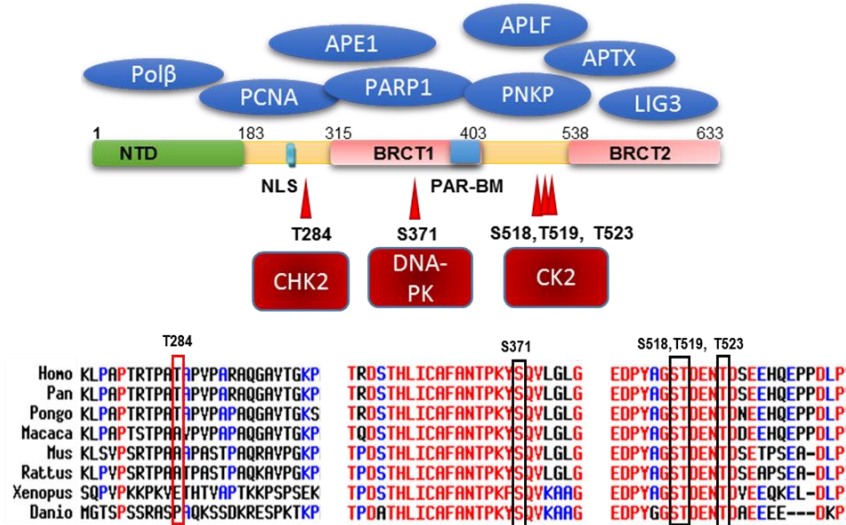 APLF
APE1
APTX
Polβ
PCNA
PARP1
PNKP
LIG3
1 183 315 403 538 633
NTD BRCT1 BRCT2
NLS PAR-BM
T284 S371 S518, T519, T523
CHK2 DNA-
PK CK2
T284 S371 S518, T519, T523
Homo KLPAPTRTPATAPVPARAQGAVTGKP TRDSTHLICAFANTPKYSQVLGLG EDPYAGSTDENTDSEEHQEPPDLP
Pan KLPAPTRTPATAPVPARAQGAVTGKP TRDSTHLICAFANTPKYSQVLGLG EDPYAGSTDENTDSEEHQEPPDLP
Pongo KLPAPTRTPATAPVPAPAQGAVTGKS TRDSTHLICAFANTPKYSQVLGLG EDPYAGSTDENTDNEEHQEPPDLP
Macaca KLPAPTSTPAAVPVPAPAQGAVTGKP TQDSTHLICAFANTPKYSQVLGLG EDPYAGSTDENTDDEEHQEPPDLP
Mus KLSVPSRTPAAAPASTPAQRAVTGKP TPDSTHLICAFANTPKYSQVLGLG EDPYAGSTDENTDSETPSEA-DLP
Rattus KLPVPSRTPAATPASTPAQKAVPGKP TPDSTHLICAFANTPKYSQVLGLG EDPYAGSTDENTDSEAPSEA-DLP
Xenopus SQPVPKKPKVETHTVAPTKKPSPSEK TPDSTHLICAFANTPKFSQVKAAG EDPYAGSTDENTDVEEQKEL-DLP
Danio MGTSPSSRASPAQKSSDKRESPKTKP TPDATHLICAFANTPKYSQVKAAG EDPYGGSTDENTDAEEEE---DKP